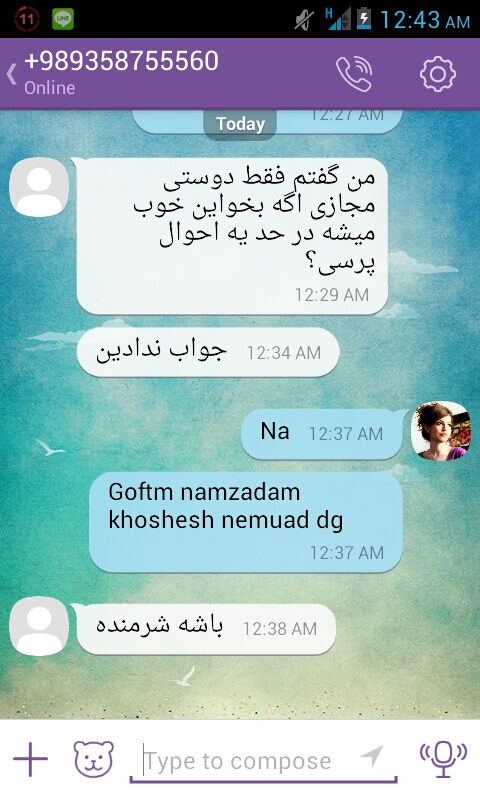 11
LINE
H
12:43 AM
+989358755560
Online
12:27 AM
Today
من گفتم فقط دوستی
مجازی اگه بخواین خوب
میشه در حد یه احوال
پرسی؟
12:29 AM
جواب ندادین 12:34 AM
Na 12:37 AM
Goftm namzadam
khoshesh nemuad dg
12:37 AM
باشه شرمنده 12:38 AM
Type to compose